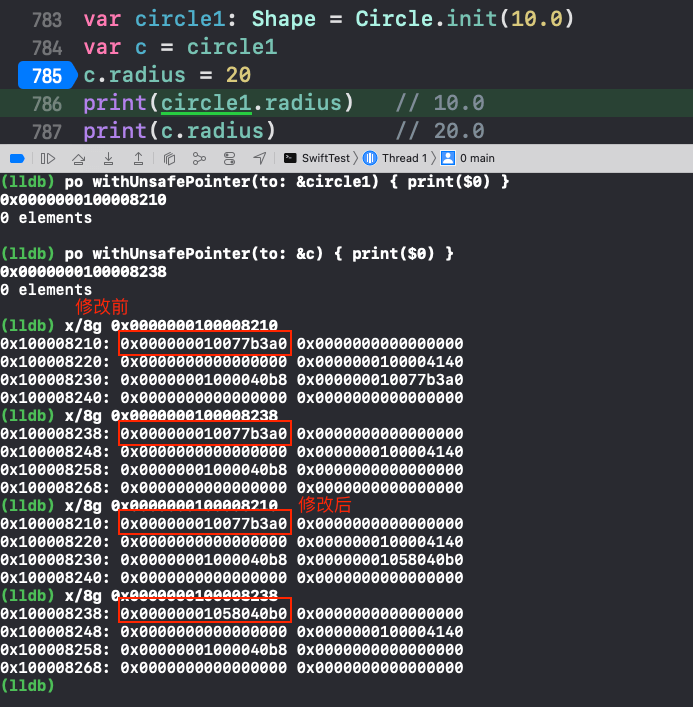 783 var circle1: Shape = Circle.init(10.0)
784 var c = circle1
785 c.radius = 20
786 print(circle1.radius)   // 10.0
787 print(c.radius)         // 20.0
SwiftTest Thread 1 0 main
(lldb) po withUnsafePointer(to: &circle1) { print($0) }
0x0000000100008210
0 elements
(lldb) po withUnsafePointer(to: &c) { print($0) }
0x0000000100008238
0 elements
修改前
(lldb) x/8g 0x0000000100008210
0x100008210: 0x000000010077b3a0 0x0000000000000000
0x100008220: 0x0000000000000000 0x0000000100004140
0x100008230: 0x00000001000040b8 0x000000010077b3a0
0x100008240: 0x0000000000000000 0x0000000000000000
(lldb) x/8g 0x0000000100008238
0x100008238: 0x000000010077b3a0 0x0000000000000000
0x100008248: 0x0000000000000000 0x0000000100004140
0x100008258: 0x00000001000040b8 0x0000000000000000
0x100008268: 0x0000000000000000 0x0000000000000000
(lldb) x/8g 0x0000000100008210 修改后
0x100008210: 0x000000010077b3a0 0x0000000000000000
0x100008220: 0x0000000000000000 0x0000000100004140
0x100008230: 0x00000001000040b8 0x00000001058040b0
0x100008240: 0x0000000000000000 0x0000000000000000
(lldb) x/8g 0x0000000100008238
0x100008238: 0x00000001058040b0 0x0000000000000000
0x100008248: 0x0000000000000000 0x0000000100004140
0x100008258: 0x00000001000040b8 0x0000000000000000
0x100008268: 0x0000000000000000 0x0000000000000000
(lldb)